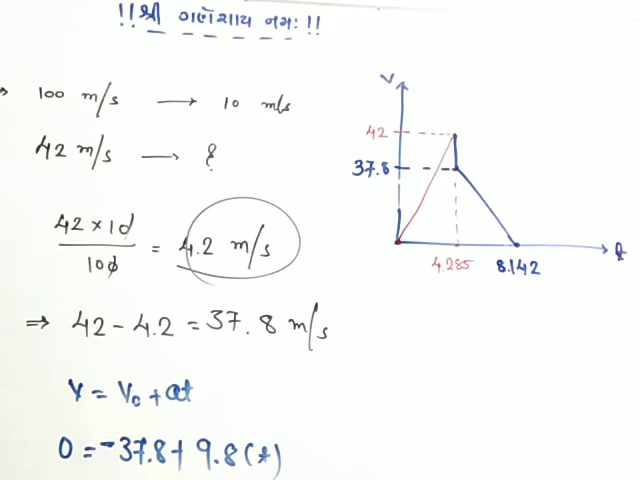 !!श्री ગણેશાય નમઃ!!
100 m/s → 10 m/s
42 m/s → ?
42 × 10 / 100 = 4.2 m/s
⇒ 42 - 4.2 = 37.8 m/s
V = V₀ + at
0 = -37.8 + 9.8 (t)
V
42
37.8
4.285 8.142 t